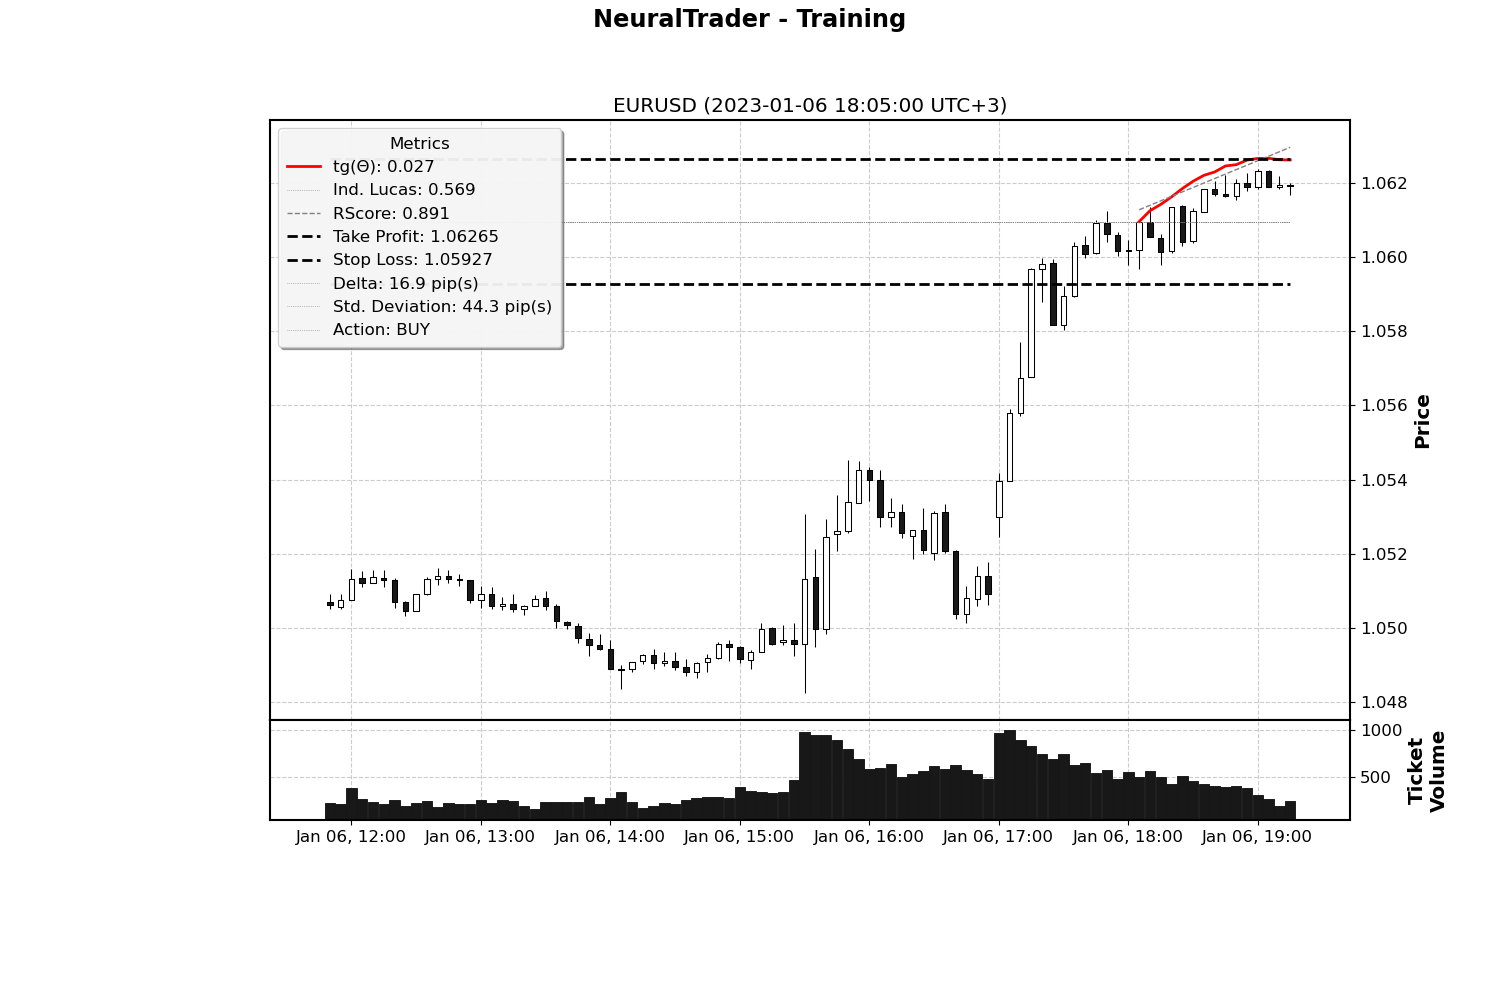 NeuralTrader - Training
EURUSD (2023-01-06 18:05:00 UTC+3)
Metrics
tg(Θ): 0.027
Ind. Lucas: 0.569
RScore: 0.891
Take Profit: 1.06265
Stop Loss: 1.05927
Delta: 16.9 pip(s)
Std. Deviation: 44.3 pip(s)
Action: BUY
1.062
1.060
1.058
1.056
1.054
1.052
1.050
1.048
Price
1000
500
Ticket
Volume
Jan 06, 12:00
Jan 06, 13:00
Jan 06, 14:00
Jan 06, 15:00
Jan 06, 16:00
Jan 06, 17:00
Jan 06, 18:00
Jan 06, 19:00